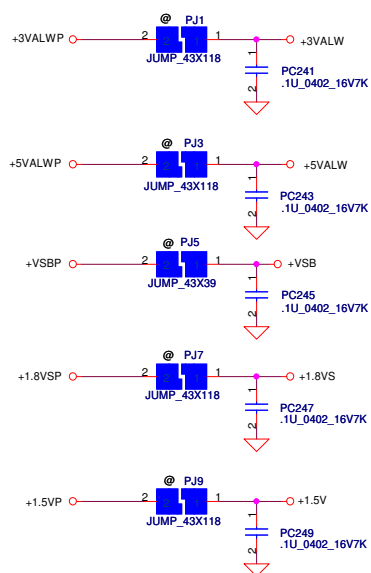 @ PJ1
+3VALWP 2 1 +3VALW
JUMP_43X118
1
2
PC241
.1U_0402_16V7K
@ PJ3
+5VALWP 2 1 +5VALW
JUMP_43X118
1
2
PC243
.1U_0402_16V7K
@ PJ5
+VSBP 2 1 +VSB
JUMP_43X39
1
2
PC245
.1U_0402_16V7K
@ PJ7
+1.8VSP 2 1 +1.8VS
JUMP_43X118
1
2
PC247
.1U_0402_16V7K
@ PJ9
+1.5VP 2 1 +1.5V
JUMP_43X118
1
2
PC249
.1U_0402_16V7K